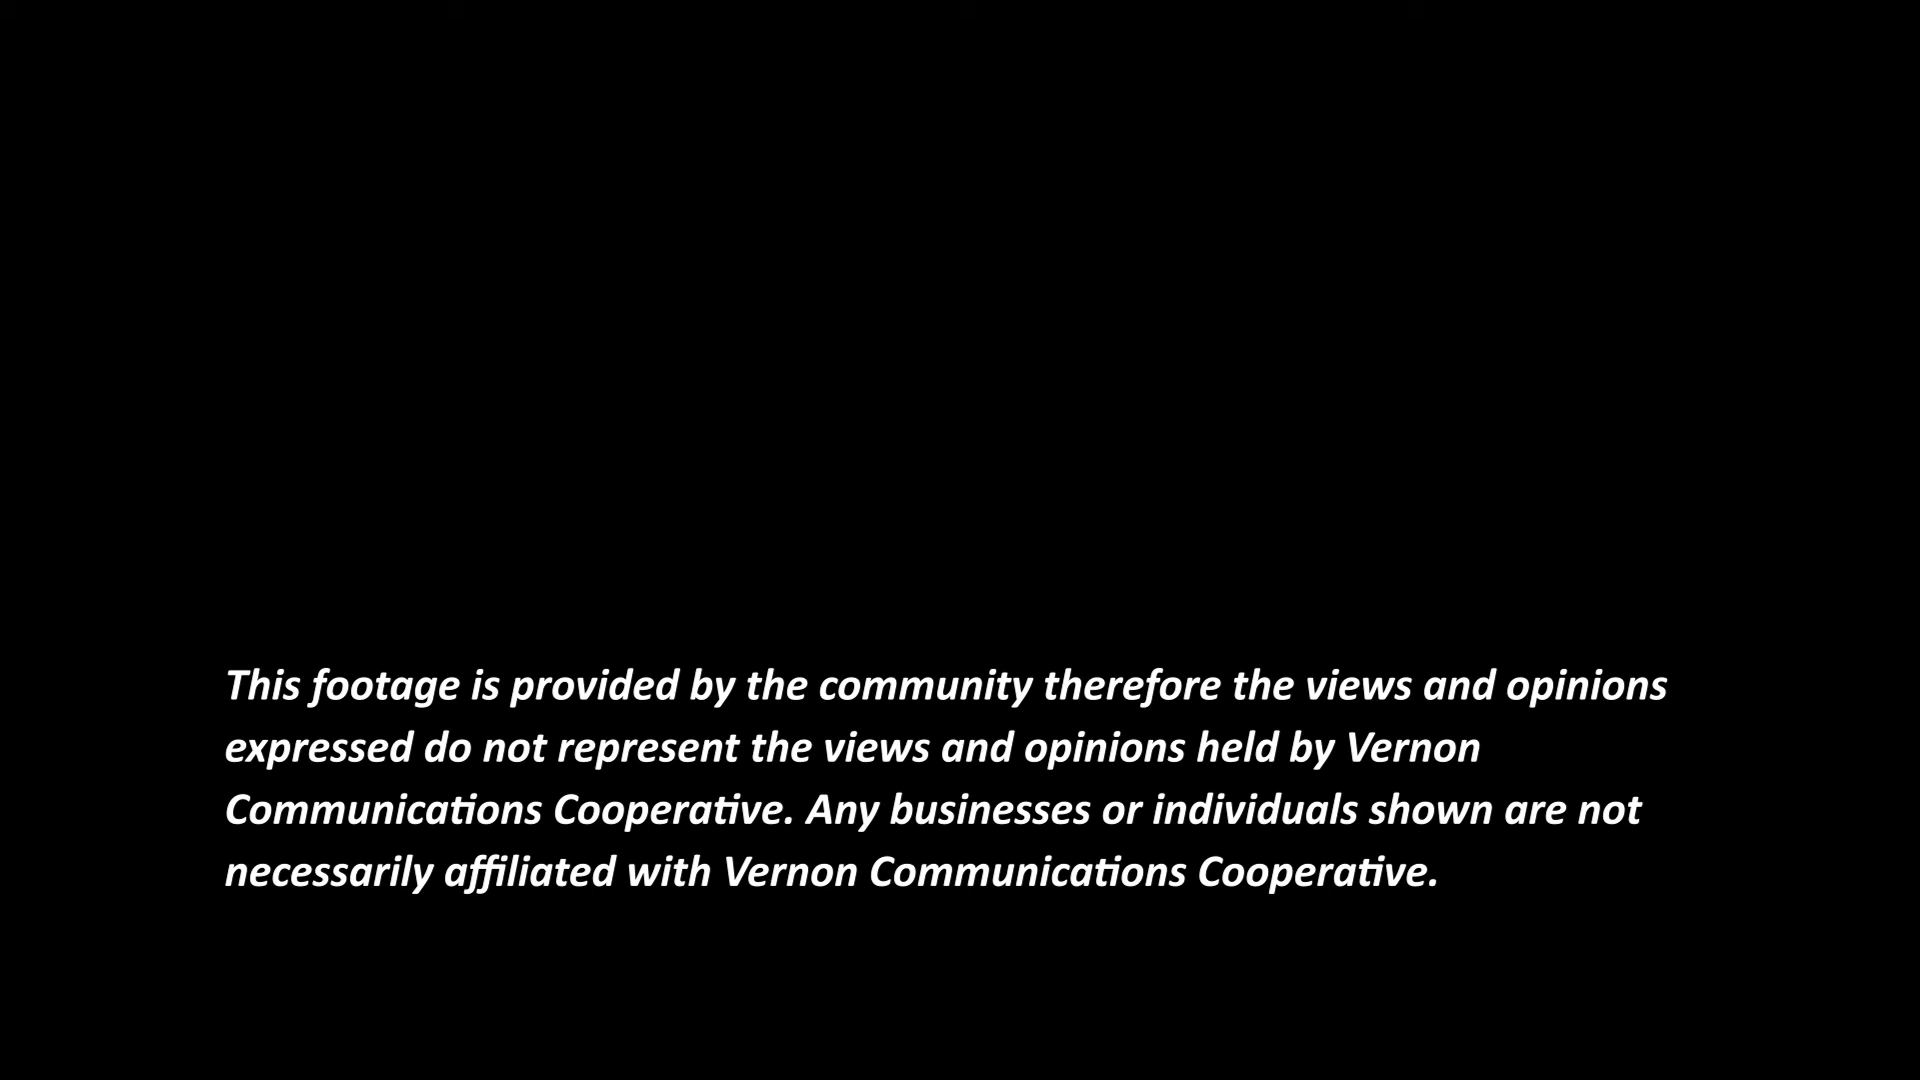 This footage is provided by the community therefore the views and opinions
expressed do not represent the views and opinions held by Vernon
Communications Cooperative. Any businesses or individuals shown are not
necessarily affiliated with Vernon Communications Cooperative.